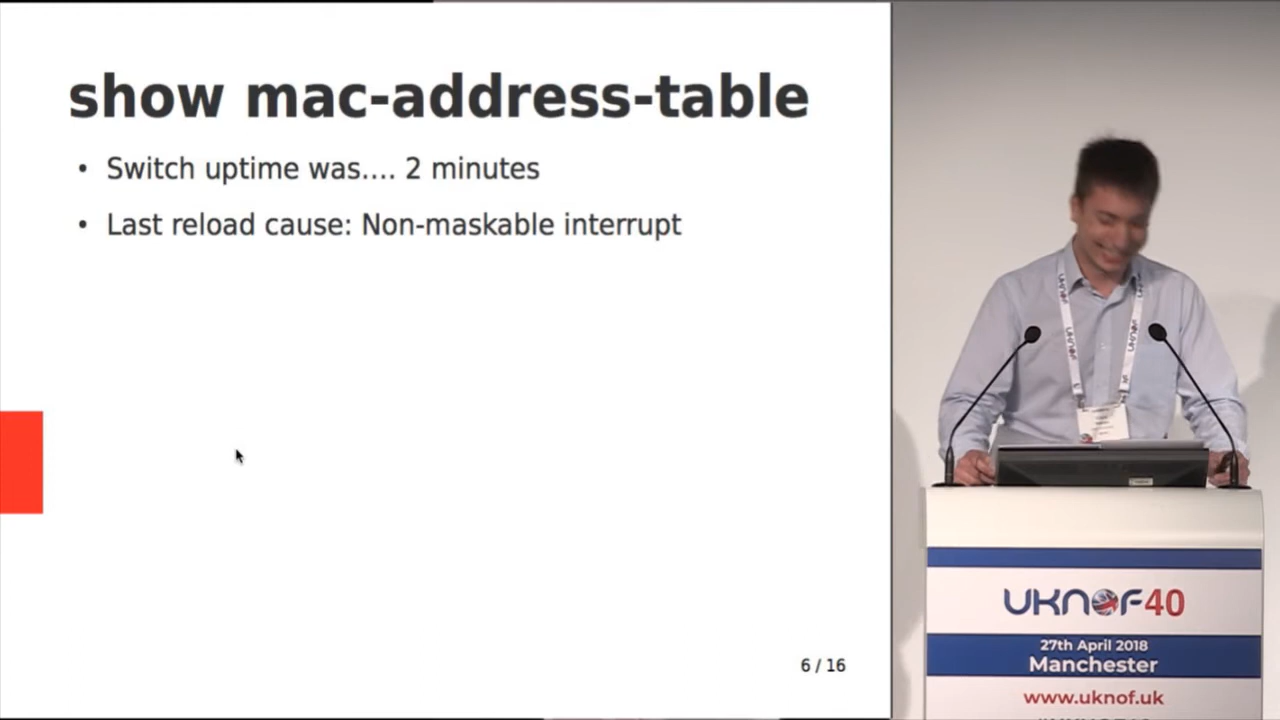 show mac-address-table
• Switch uptime was.... 2 minutes
• Last reload cause: Non-maskable interrupt
6 / 16
UKNOF40
27th April 2018
Manchester
www.uknof.uk